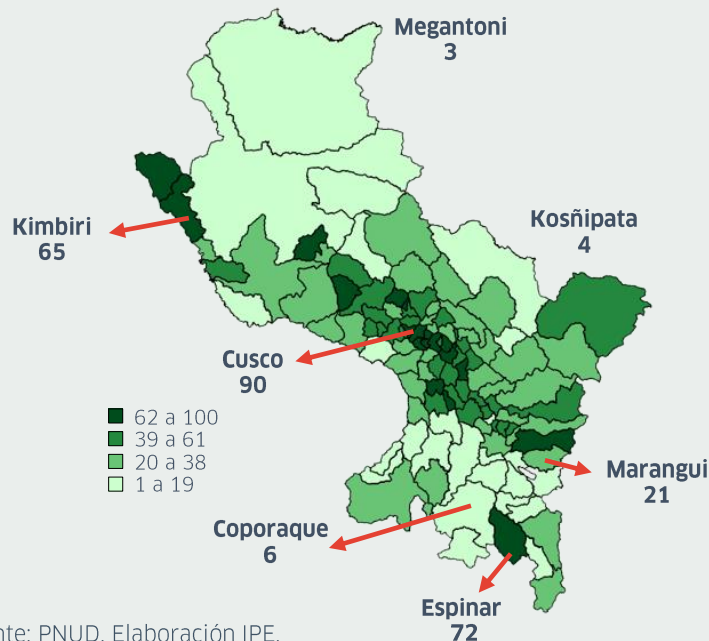 Megantoni
3
Kosñipata
4
Kimbiri
65
Cusco
90
62 a 100
39 a 61
20 a 38
1 a 19
Marangui
21
Coporaque
6
Espinar
72
nte: PNUD. Elaboración IPE.